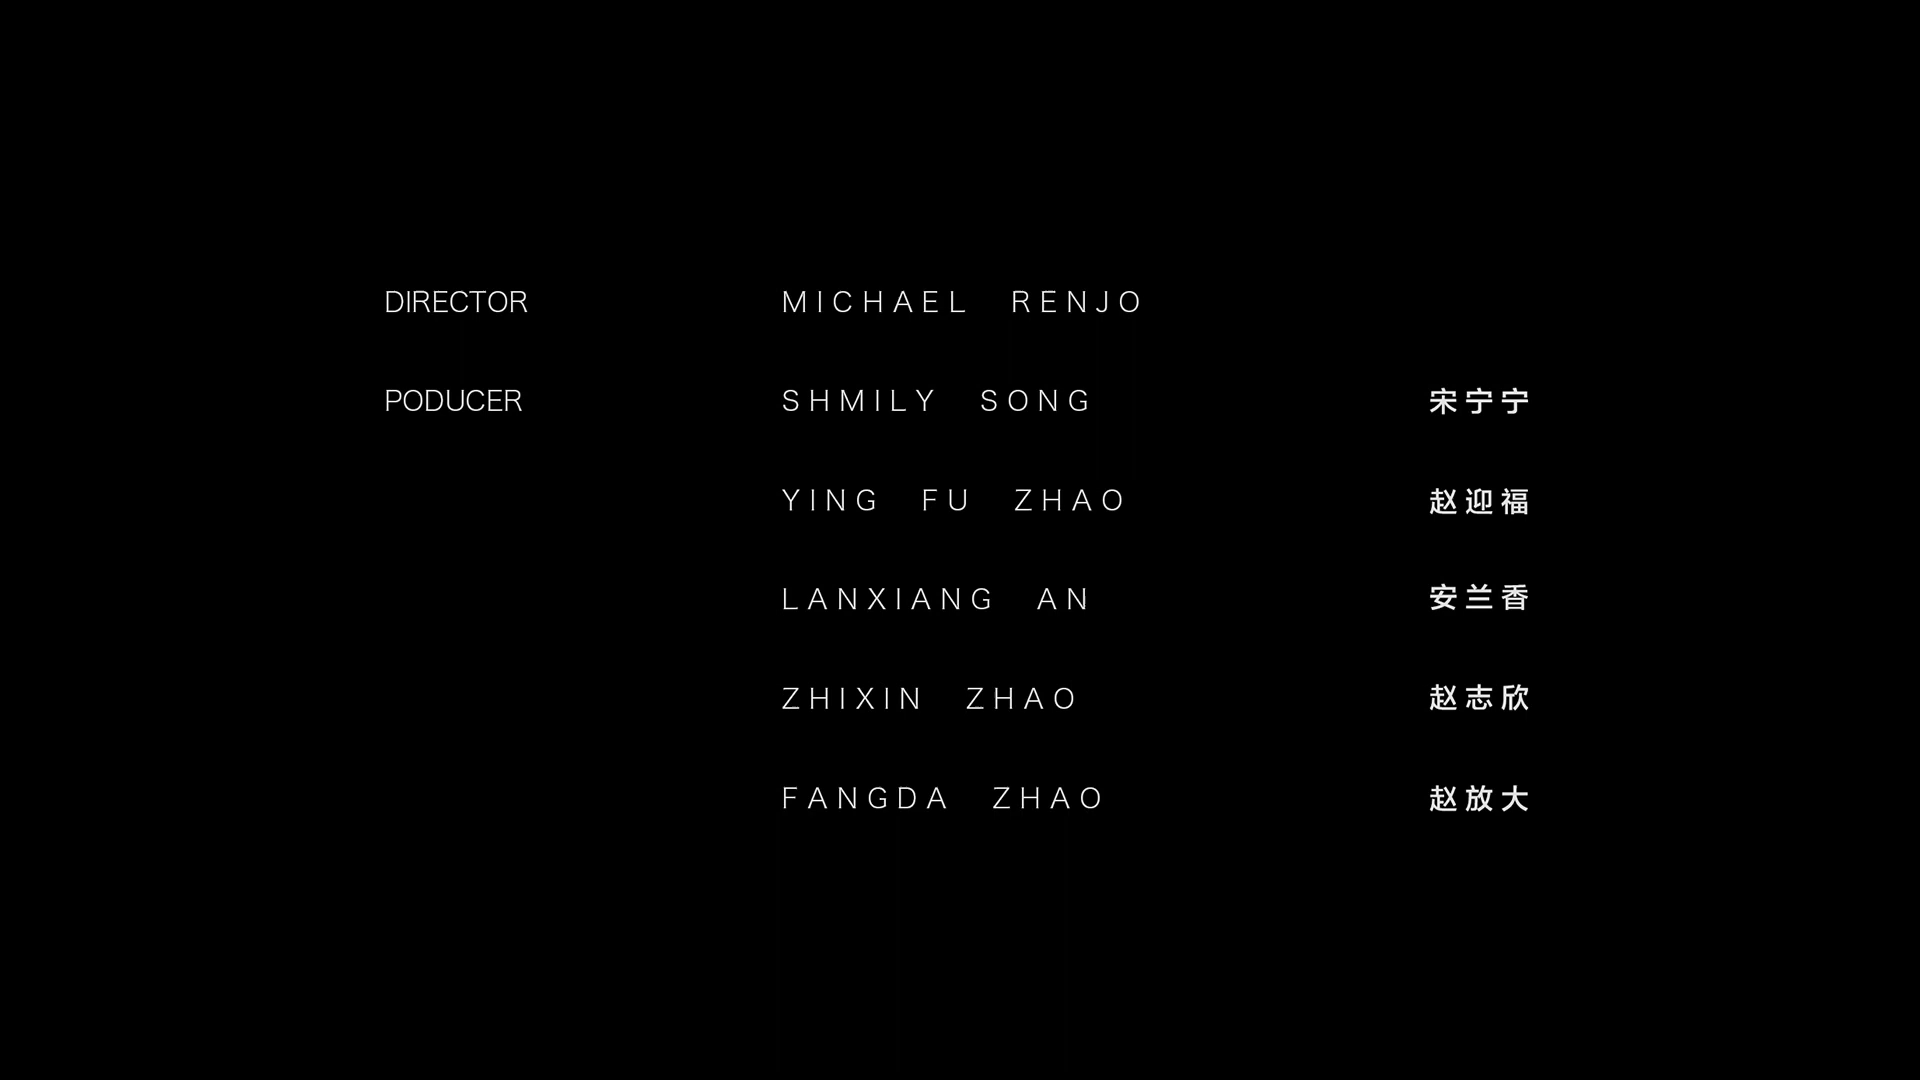 DIRECTOR MICHAEL RENJO
PODUCER SHMILY SONG 宋宁宁
YING FU ZHAO 赵迎福
LANXIANG AN 安兰香
ZHIXIN ZHAO 赵志欣
FANGDA ZHAO 赵放大